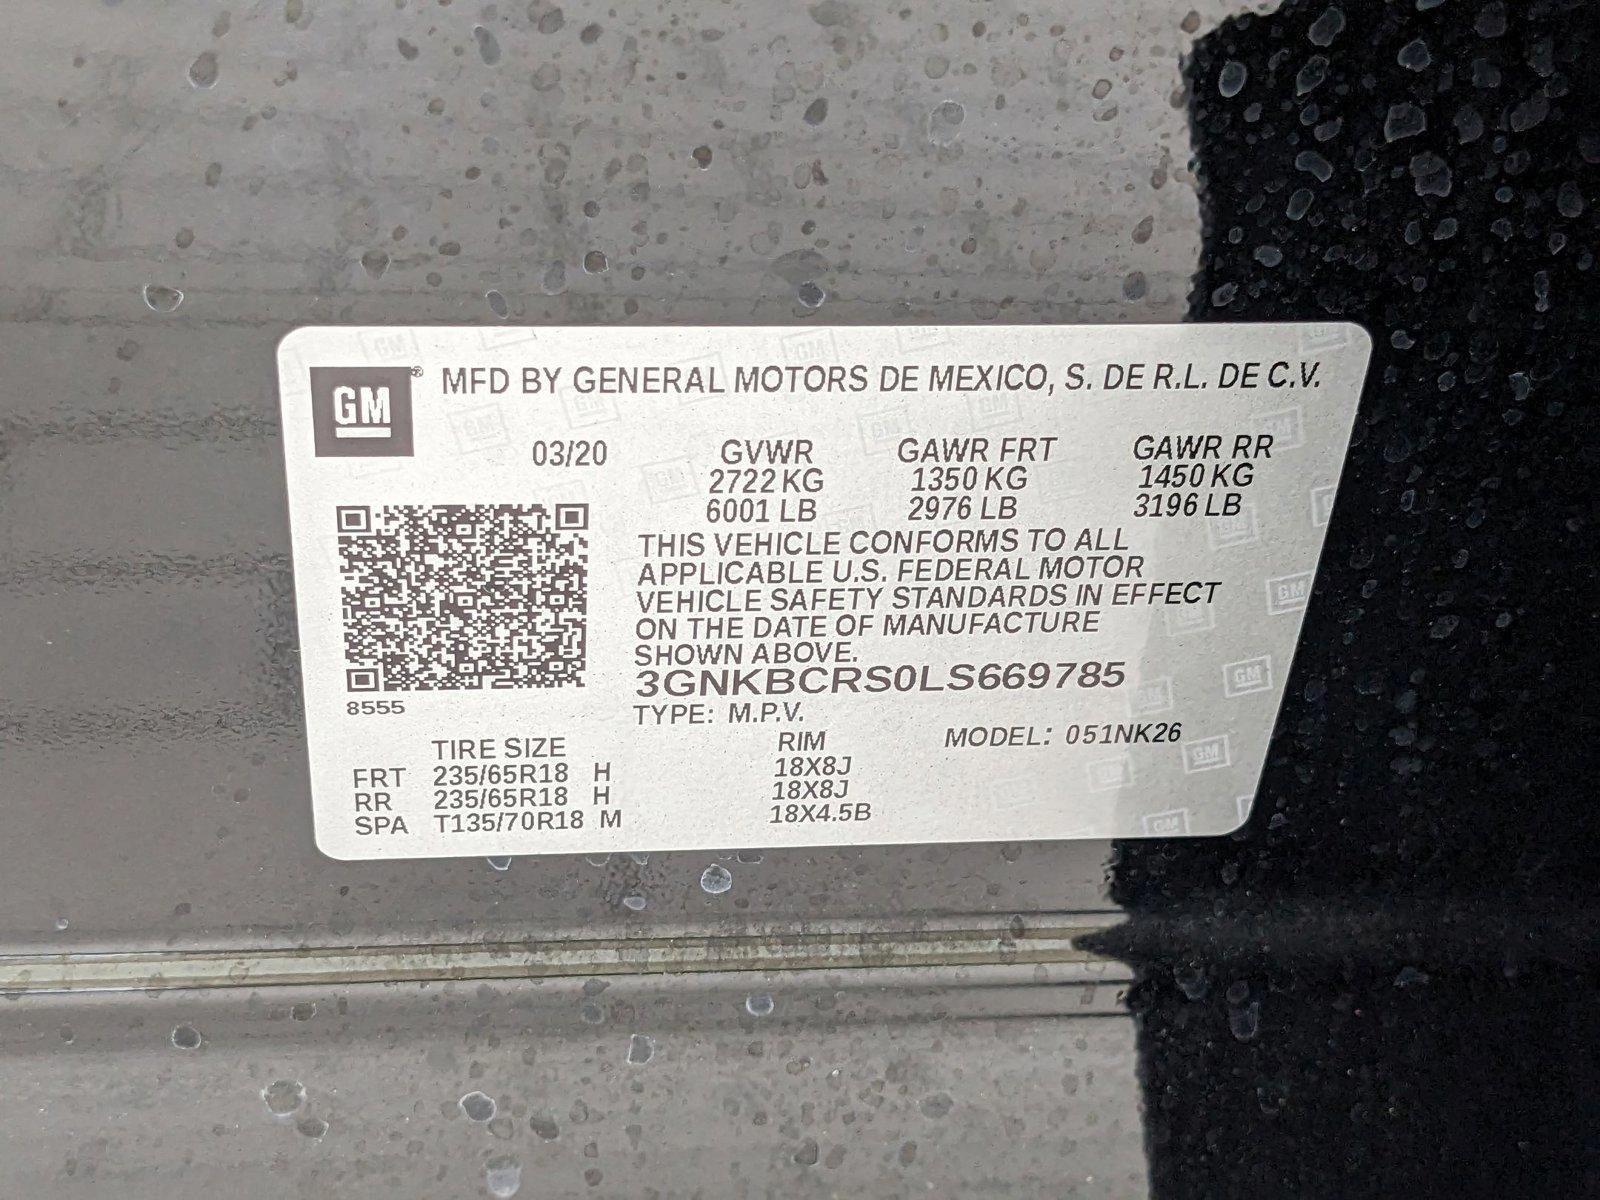 GM ® MFD BY GENERAL MOTORS DE MEXICO, S. DE R.L. DE C.V.
03/20 GVWR GAWR FRT GAWR RR
2722 KG 1350 KG 1450 KG
6001 LB 2976 LB 3196 LB
THIS VEHICLE CONFORMS TO ALL
APPLICABLE U.S. FEDERAL MOTOR
VEHICLE SAFETY STANDARDS IN EFFECT
ON THE DATE OF MANUFACTURE
SHOWN ABOVE.
3GNKBCRS0LS669785
8555
TYPE: M.P.V.
MODEL: 051NK26
TIRE SIZE RIM
FRT 235/65R18 H 18X8J
RR 235/65R18 H 18X8J
SPA T135/70R18 M 18X4.5B